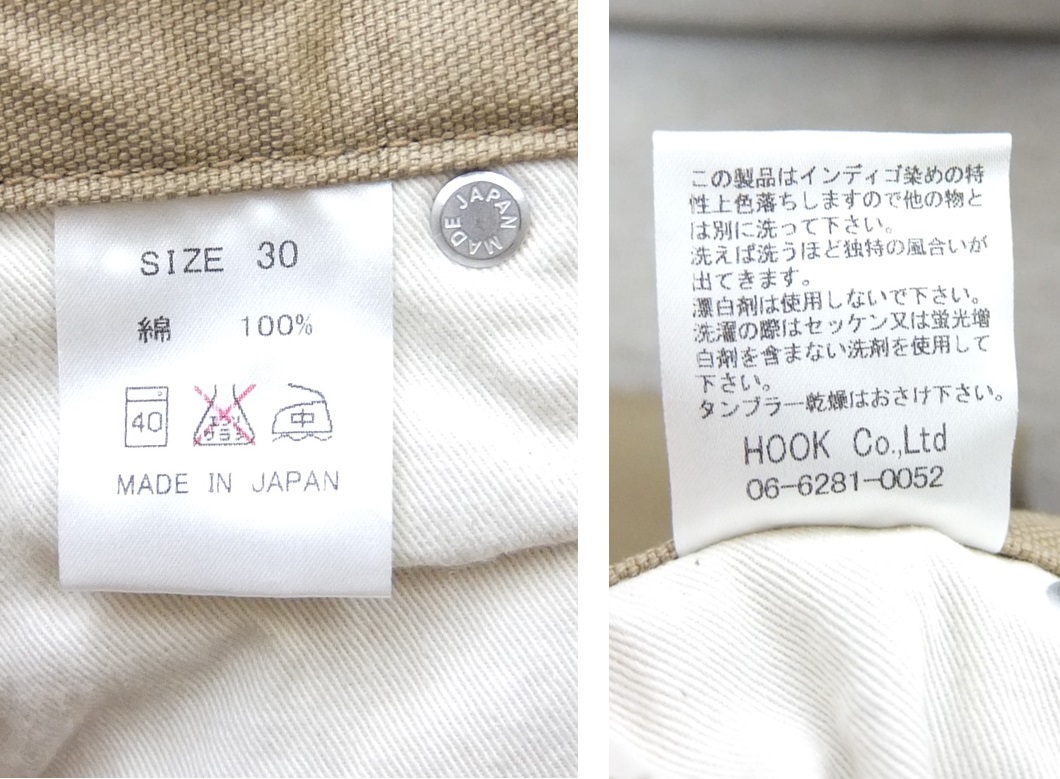 SIZE 30
綿 100%
40
エンソ
サラシ
中
MADE IN JAPAN
MADE JAPAN
この製品はインディゴ染めの特
性上色落ちしますので他の物と
は別に洗って下さい。
洗えば洗うほど独特の風合いが
出てきます。
漂白剤は使用しないで下さい。
洗濯の際はセッケン又は蛍光増
白剤を含まない洗剤を使用して
下さい。
タンブラー乾燥はおさけ下さい。
HOOK Co.,Ltd
06-6281-0052